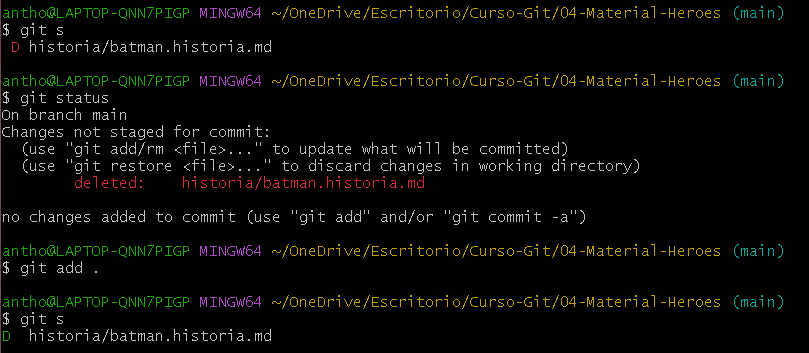 antho@LAPTOP-QNN7PIGP MINGW64 ~/OneDrive/Escritorio/Curso-Git/04-Material-Heroes (main)
$ git s
 D historia/batman.historia.md
antho@LAPTOP-QNN7PIGP MINGW64 ~/OneDrive/Escritorio/Curso-Git/04-Material-Heroes (main)
$ git status
On branch main
Changes not staged for commit:
  (use "git add/rm <file>..." to update what will be committed)
  (use "git restore <file>..." to discard changes in working directory)
        deleted:    historia/batman.historia.md
no changes added to commit (use "git add" and/or "git commit -a")
antho@LAPTOP-QNN7PIGP MINGW64 ~/OneDrive/Escritorio/Curso-Git/04-Material-Heroes (main)
$ git add .
antho@LAPTOP-QNN7PIGP MINGW64 ~/OneDrive/Escritorio/Curso-Git/04-Material-Heroes (main)
$ git s
D  historia/batman.historia.md